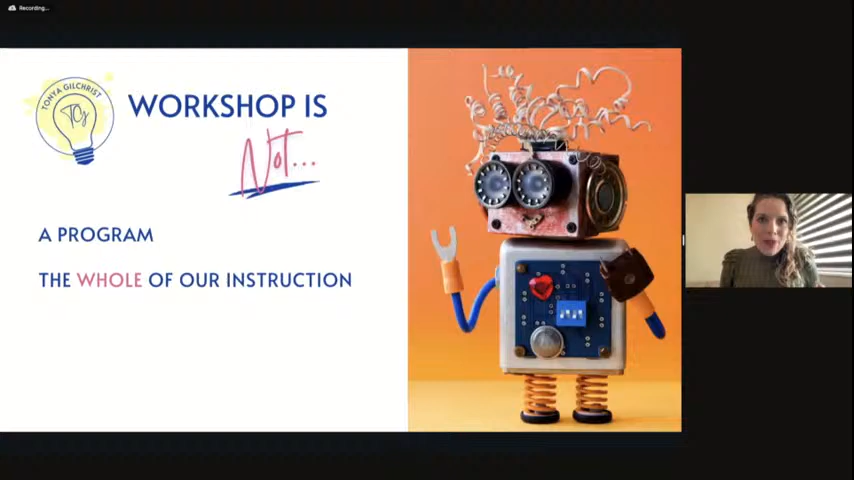 Recording...
TONYA GILCHRIST
TG
WORKSHOP IS
Not...
A PROGRAM
THE WHOLE OF OUR INSTRUCTION